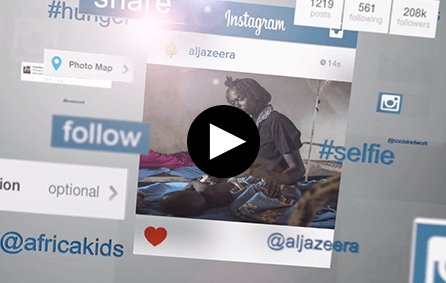 share
#hunger
Instagram
1219 561 208k
posts following followers
aljazeera
14s
Photo Map
follow
@socialnetwork
#selfie
ion optional
@africakids
@aljazeera